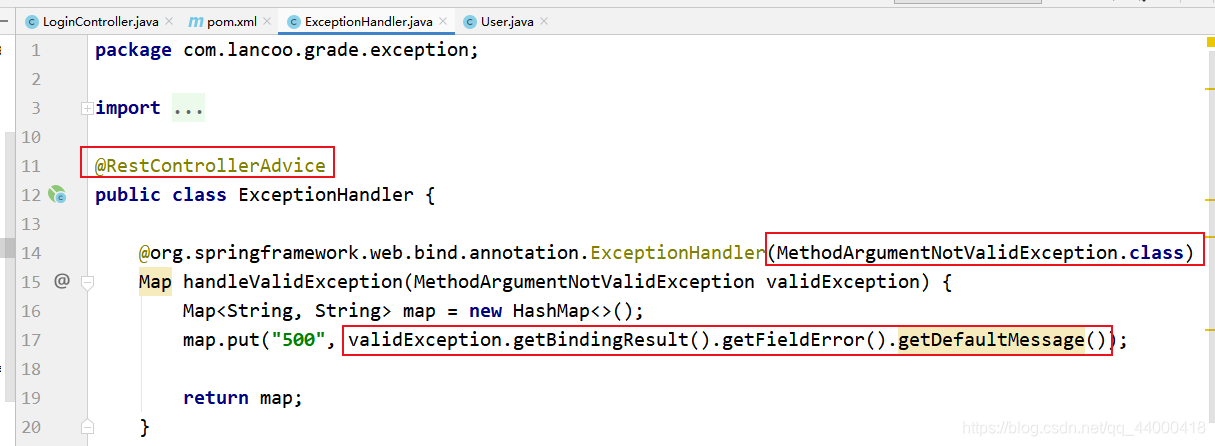 LoginController.java × pom.xml × ExceptionHandler.java × User.java ×
1 package com.lancoo.grade.exception;
2
3 import ...
10
11 @RestControllerAdvice
12 public class ExceptionHandler {
13
14 @org.springframework.web.bind.annotation.ExceptionHandler(MethodArgumentNotValidException.class)
15 @ Map handleValidException(MethodArgumentNotValidException validException) {
16 Map<String, String> map = new HashMap<>();
17 map.put("500", validException.getBindingResult().getFieldError().getDefaultMessage());
18
19 return map;
20 }
https://blog.csdn.net/qq_44000418